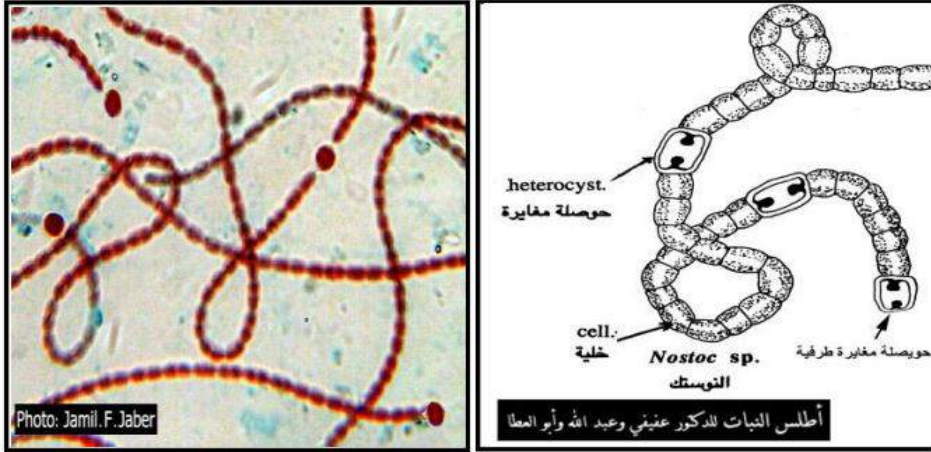 Photo: Jamil.F.Jaber
heterocyst.
حوصلة مغايرة
cell.
خلية
Nostoc sp.
النوستك
حويصلة مغايرة طرفية
أطلس النبات للدكتور عفيفي وعبد الله وأبو العطا